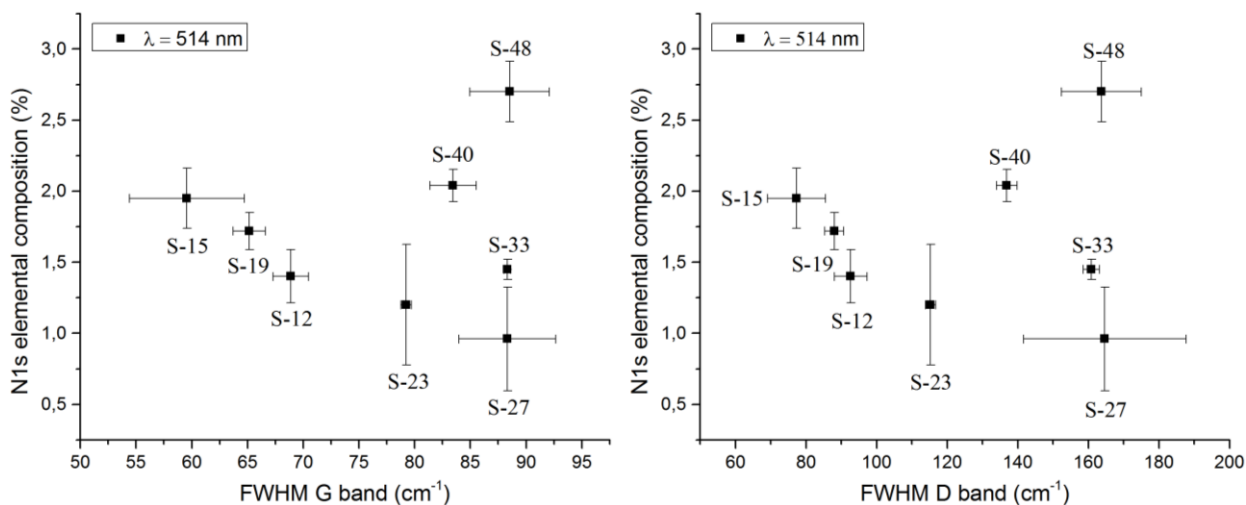 λ = 514 nm
S-48
S-40
S-15
S-19
S-33
S-12
S-23
S-27
3,0
2,5
2,0
1,5
1,0
0,5
N1s elemental composition (%)
50 55 60 65 70 75 80 85 90 95
FWHM G band (cm⁻¹)
λ = 514 nm
S-48
S-40
S-15
S-33
S-19
S-12
S-23
S-27
3,0
2,5
2,0
1,5
1,0
0,5
N1s elemental composition (%)
60 80 100 120 140 160 180 200
FWHM D band (cm⁻¹)